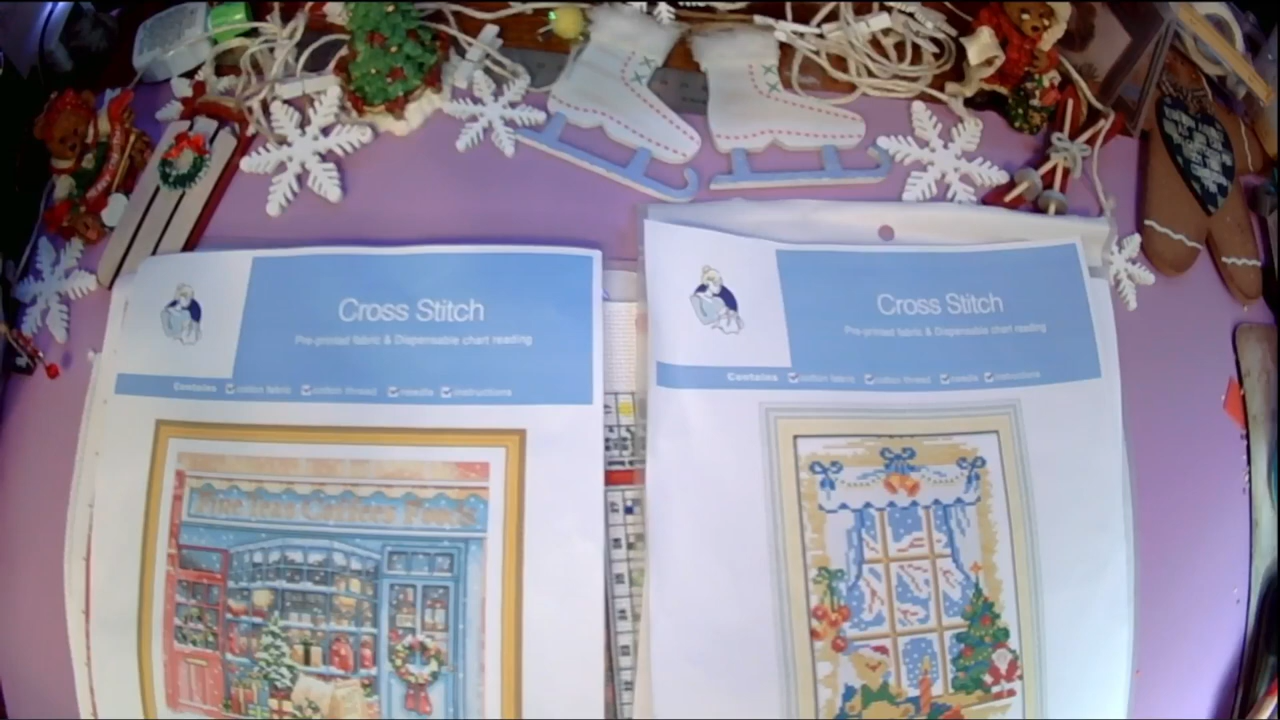 Cross Stitch
Pre-printed fabric & Dispensable chart reading
Contains cotton fabric cotton thread needle instructions
Cross Stitch
Pre-printed fabric & Dispensable chart reading
Contains cotton fabric cotton thread needle instructions